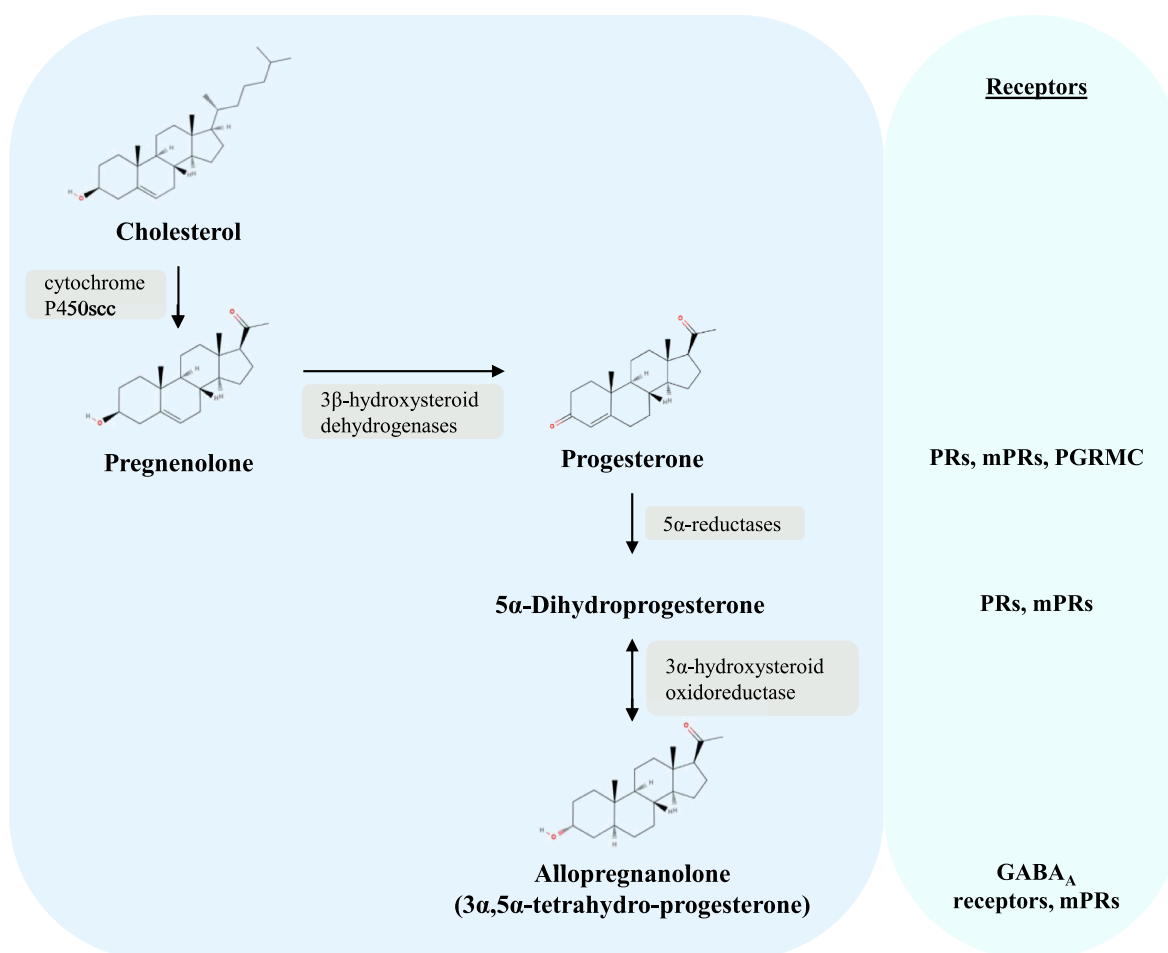 Receptors
Cholesterol
cytochrome
P450scc
Pregnenolone
3β-hydroxysteroid
dehydrogenases
Progesterone
PRs, mPRs, PGRMC
5α-reductases
5α-Dihydroprogesterone
PRs, mPRs
3α-hydroxysteroid
oxidoreductase
Allopregnanolone
(3α,5α-tetrahydro-progesterone)
GABA_A
receptors, mPRs